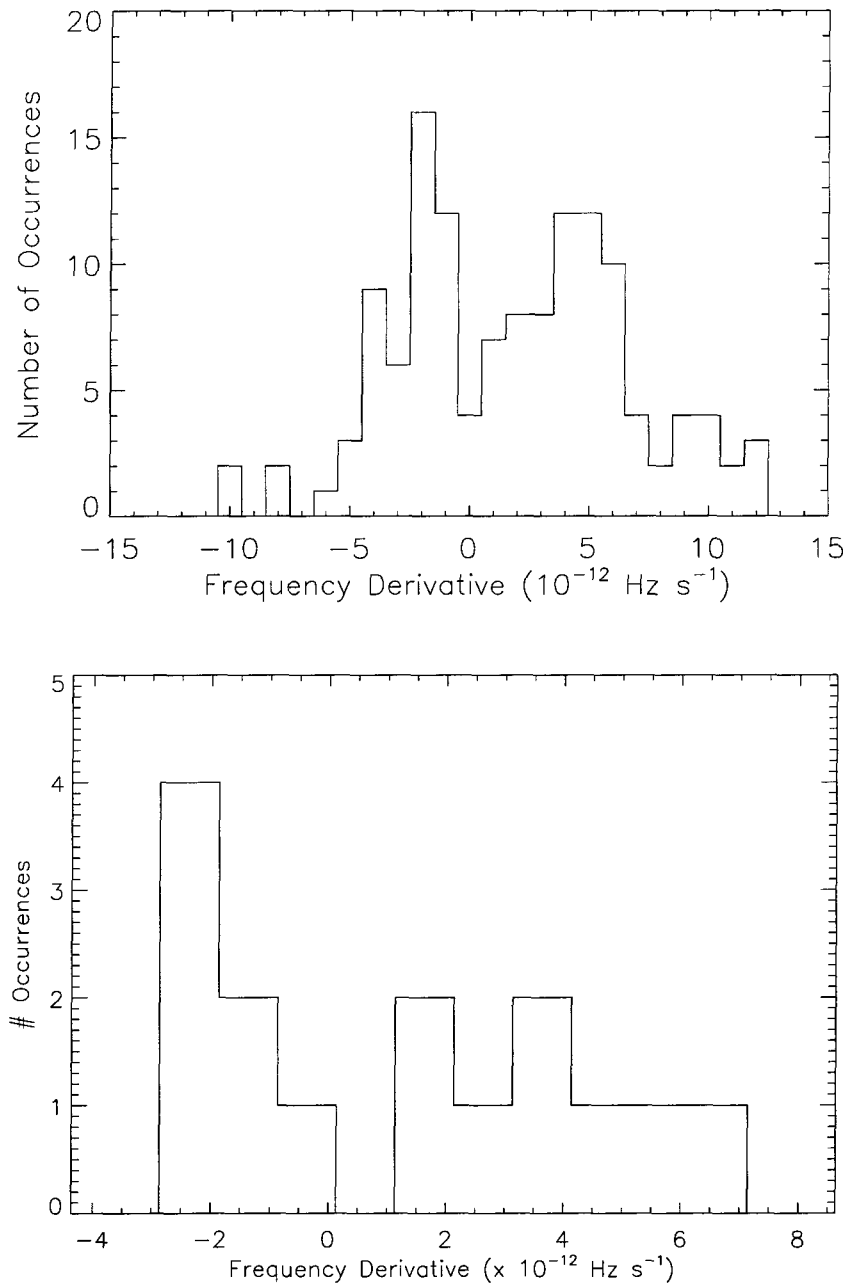 20
15
10
5
0
Number of Occurrences
−15 −10 −5 0 5 10 15
Frequency Derivative (10⁻¹² Hz s⁻¹)
5
4
3
2
1
0
# Occurrences
−4 −2 0 2 4 6 8
Frequency Derivative (x 10⁻¹² Hz s⁻¹)